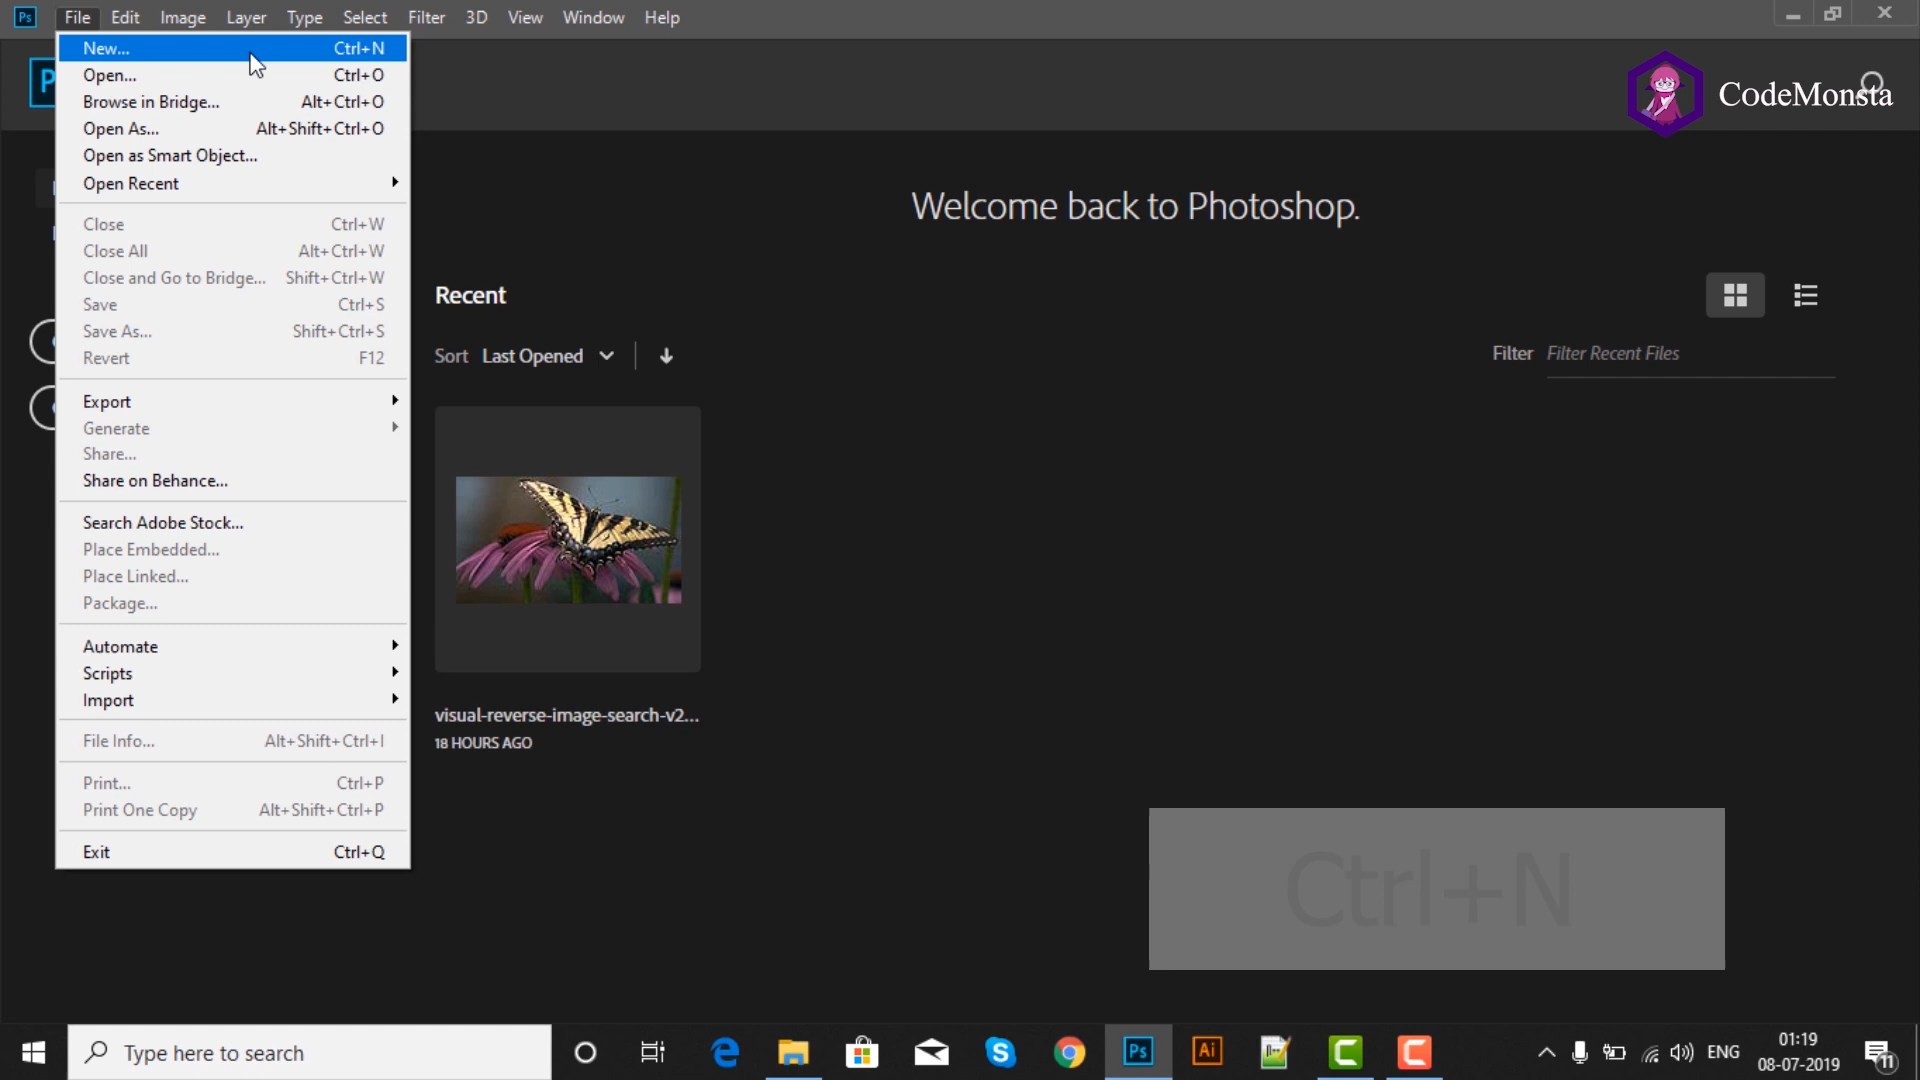 Ps File Edit Image Layer Type Select Filter 3D View Window Help
New... Ctrl+N
Open... Ctrl+O
Browse in Bridge... Alt+Ctrl+O
Open As... Alt+Shift+Ctrl+O
Open as Smart Object...
Open Recent
Close Ctrl+W
Close All Alt+Ctrl+W
Close and Go to Bridge... Shift+Ctrl+W
Save Ctrl+S
Save As... Shift+Ctrl+S
Revert F12
Export
Generate
Share...
Share on Behance...
Search Adobe Stock...
Place Embedded...
Place Linked...
Package...
Automate
Scripts
Import
File Info... Alt+Shift+Ctrl+I
Print... Ctrl+P
Print One Copy Alt+Shift+Ctrl+P
Exit Ctrl+Q
CodeMonsta
Welcome back to Photoshop.
Recent
Sort Last Opened
Filter Filter Recent Files
visual-reverse-image-search-v2...
18 HOURS AGO
Ctrl+N
Type here to search
Ps
Ai
ENG
01:19
08-07-2019
11